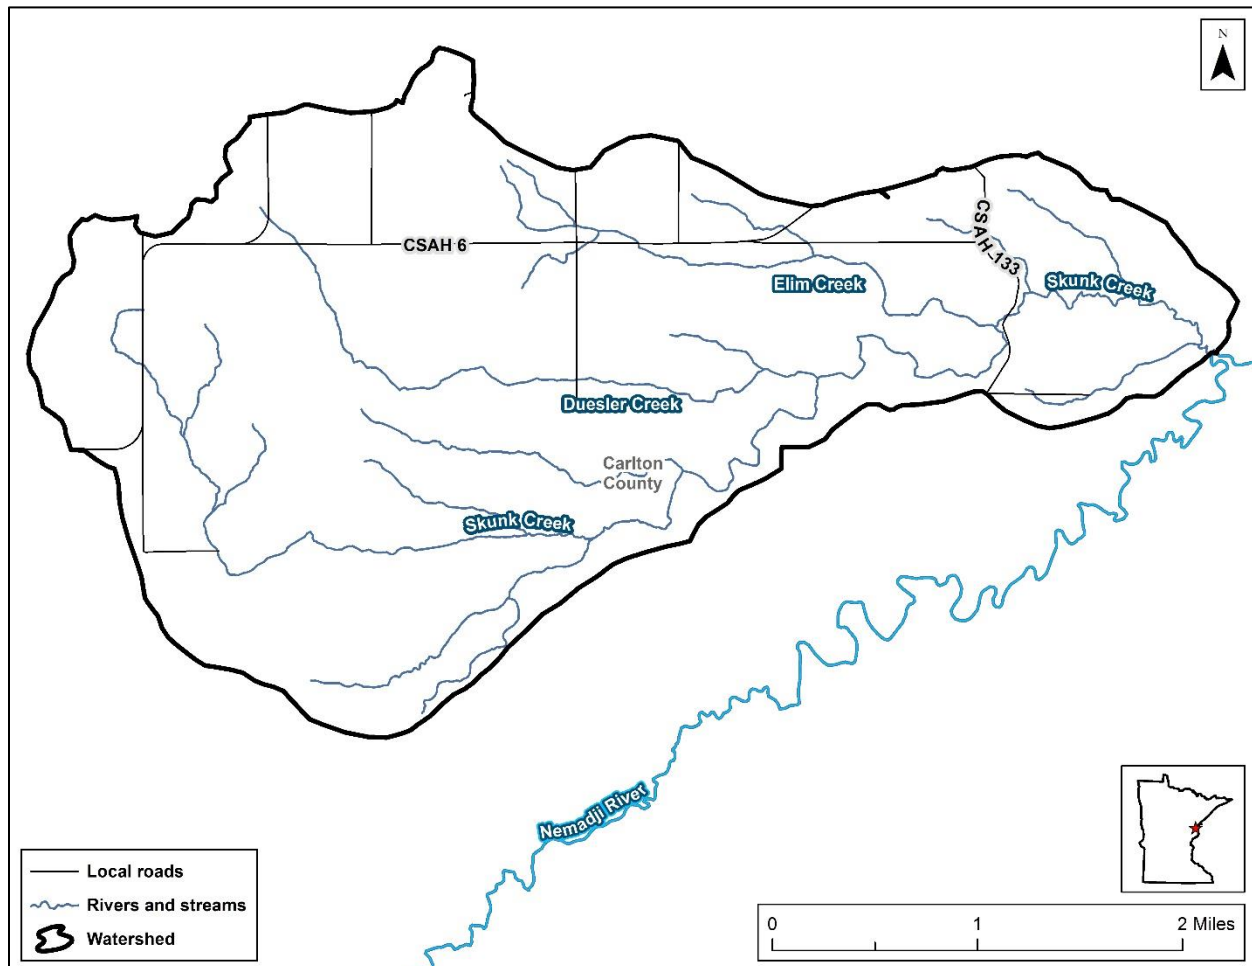 N
CSAH 6
CSAH 133
Elim Creek
Skunk Creek
Duesler Creek
Carlton
County
Skunk Creek
Nemadji River
Local roads
Rivers and streams
Watershed
0 1 2 Miles